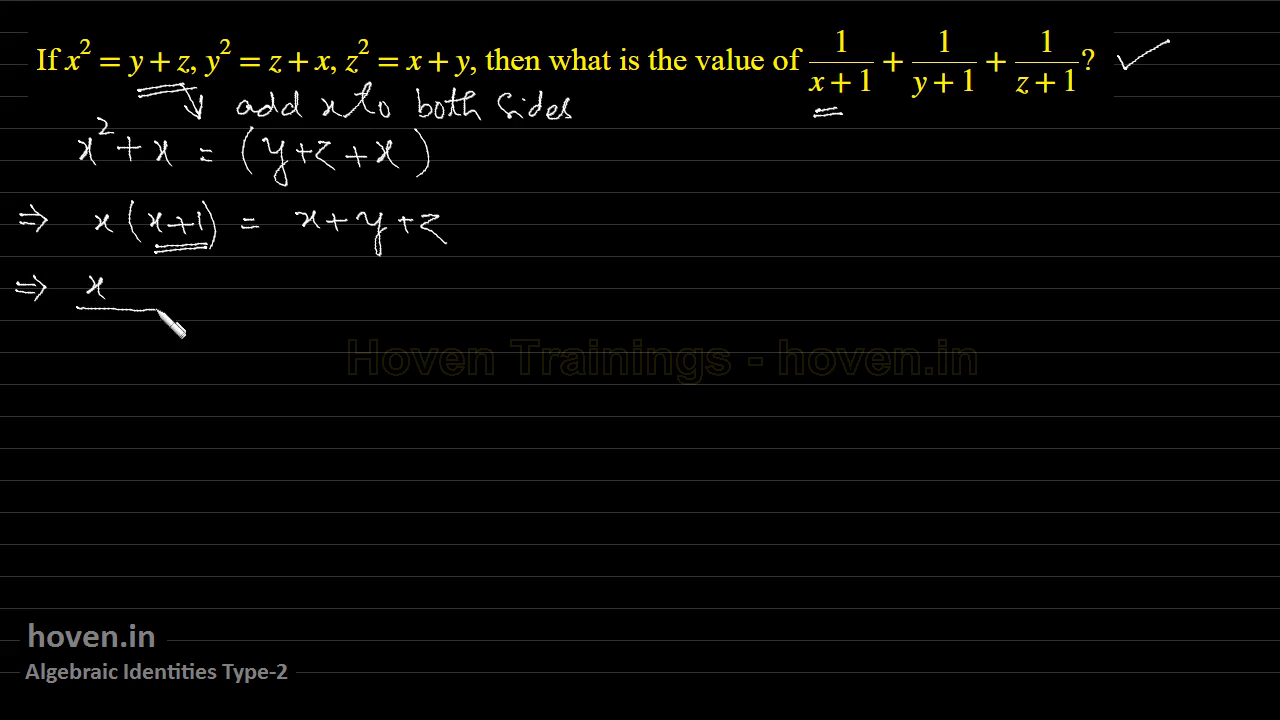 If x² = y + z, y² = z + x, z² = x + y, then what is the value of 1/(x + 1) + 1/(y + 1) + 1/(z + 1)? ✓
add x to both sides
x² + x = (y + z + x)
⇒ x (x + 1) = x + y + z
⇒ x
Hoven Trainings - hoven.in
hoven.in
Algebraic Identities Type-2